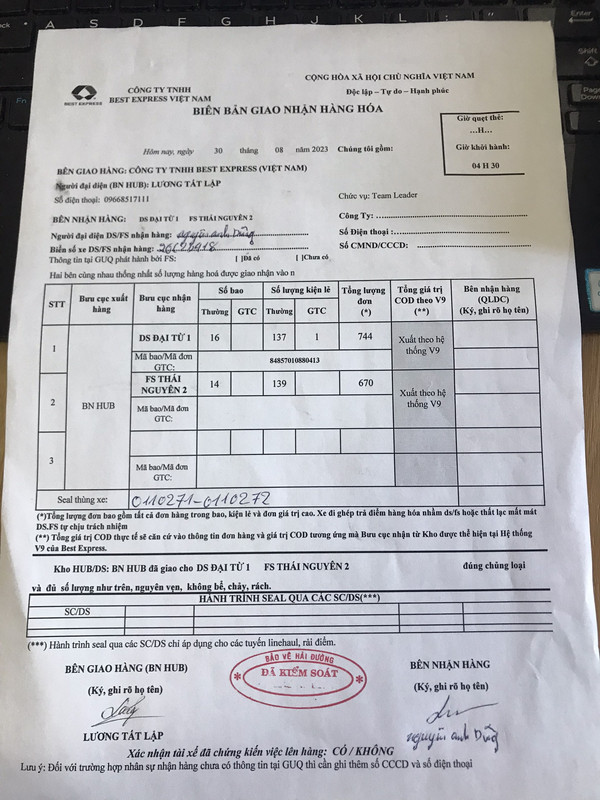 CÔNG TY TNHH
BEST EXPRESS VIỆT NAM
BEST EXPRESS
CỘNG HÒA XÃ HỘI CHỦ NGHĨA VIỆT NAM
Độc lập – Tự do – Hạnh phúc
BIÊN BẢN GIAO NHẬN HÀNG HÓA
Giờ quẹt thẻ:
...H...
Giờ khởi hành:
04 H 30
Hôm nay, ngày 30 tháng 08 năm 2023 Chúng tôi gồm:
BÊN GIAO HÀNG: CÔNG TY TNHH BEST EXPRESS (VIỆT NAM)
Người đại diện (BN HUB): LƯƠNG TẤT LẬP
Chức vụ: Team Leader
Số điện thoại: 09668517111
BÊN NHẬN HÀNG: DS ĐẠI TỪ 1 FS THÁI NGUYÊN 2
Công Ty:
Người đại diện DS/FS nhận hàng: nguyễn anh Dũng
Số Điện thoại :
Biển số xe DS/FS nhận hàng:
Số CMND/CCCD:
Thông tin tại GUQ phát hành bởi FS: [ ]Đã có [ ]Chưa có
Hai bên cùng nhau thống nhất số lượng hàng hoá được giao nhận vào n
STT Bưu cục xuất hàng Bưu cục nhận hàng Số bao Số lượng kiện lẻ Tổng lượng đơn (*) Tổng giá trị COD theo V9 (**) Bên nhận hàng (QLDC) (Ký, ghi rõ họ tên)
Thường GTC Thường GTC
1 BN HUB DS ĐẠI TỪ 1 16 137 1 744 Xuất theo hệ thống V9
Mã bao/Mã đơn GTC: 84857010880413
2 FS THÁI NGUYÊN 2 14 139 670 Xuất theo hệ thống V9
Mã bao/Mã đơn GTC:
3
Mã bao/Mã đơn GTC:
Seal thùng xe: 0110271-0110272
(*)Tổng lượng đơn bao gồm tất cả đơn hàng trong bao, kiện lẻ và đơn giá trị cao. Xe đi ghép trả điểm hàng hóa nhầm ds/fs hoặc thất lạc mất mát
DS.FS tự chịu trách nhiệm
(**) Tổng giá trị COD thực tế sẽ căn cứ vào thông tin đơn hàng và giá trị COD tương ứng mà Bưu cục nhận từ Kho được thể hiện tại Hệ thống
V9 của Best Express.
Kho HUB/DS: BN HUB đã giao cho DS ĐẠI TỪ 1 FS THÁI NGUYÊN 2 đúng chủng loại
và đủ số lượng như trên, nguyên vẹn, không bể, chảy, rách.
HÀNH TRÌNH SEAL QUA CÁC SC/DS(***)
SC/DS
(***) Hành trình seal qua các SC/DS chỉ áp dụng cho các tuyến linehaul, rải điểm.
BẢO VỆ HẢI DƯƠNG
ĐÃ KIỂM SOÁT
BÊN GIAO HÀNG (BN HUB)
BÊN NHẬN HÀNG
(Ký, ghi rõ họ tên)
(Ký, ghi rõ họ tên)
LƯƠNG TẤT LẬP
nguyễn anh Dũng
Xác nhận tài xế đã chứng kiến việc lên hàng: CÓ / KHÔNG
Lưu ý: Đối với trường hợp nhân sự nhận hàng chưa có thông tin tại GUQ thì cần ghi thêm số CCCD và số điện thoại